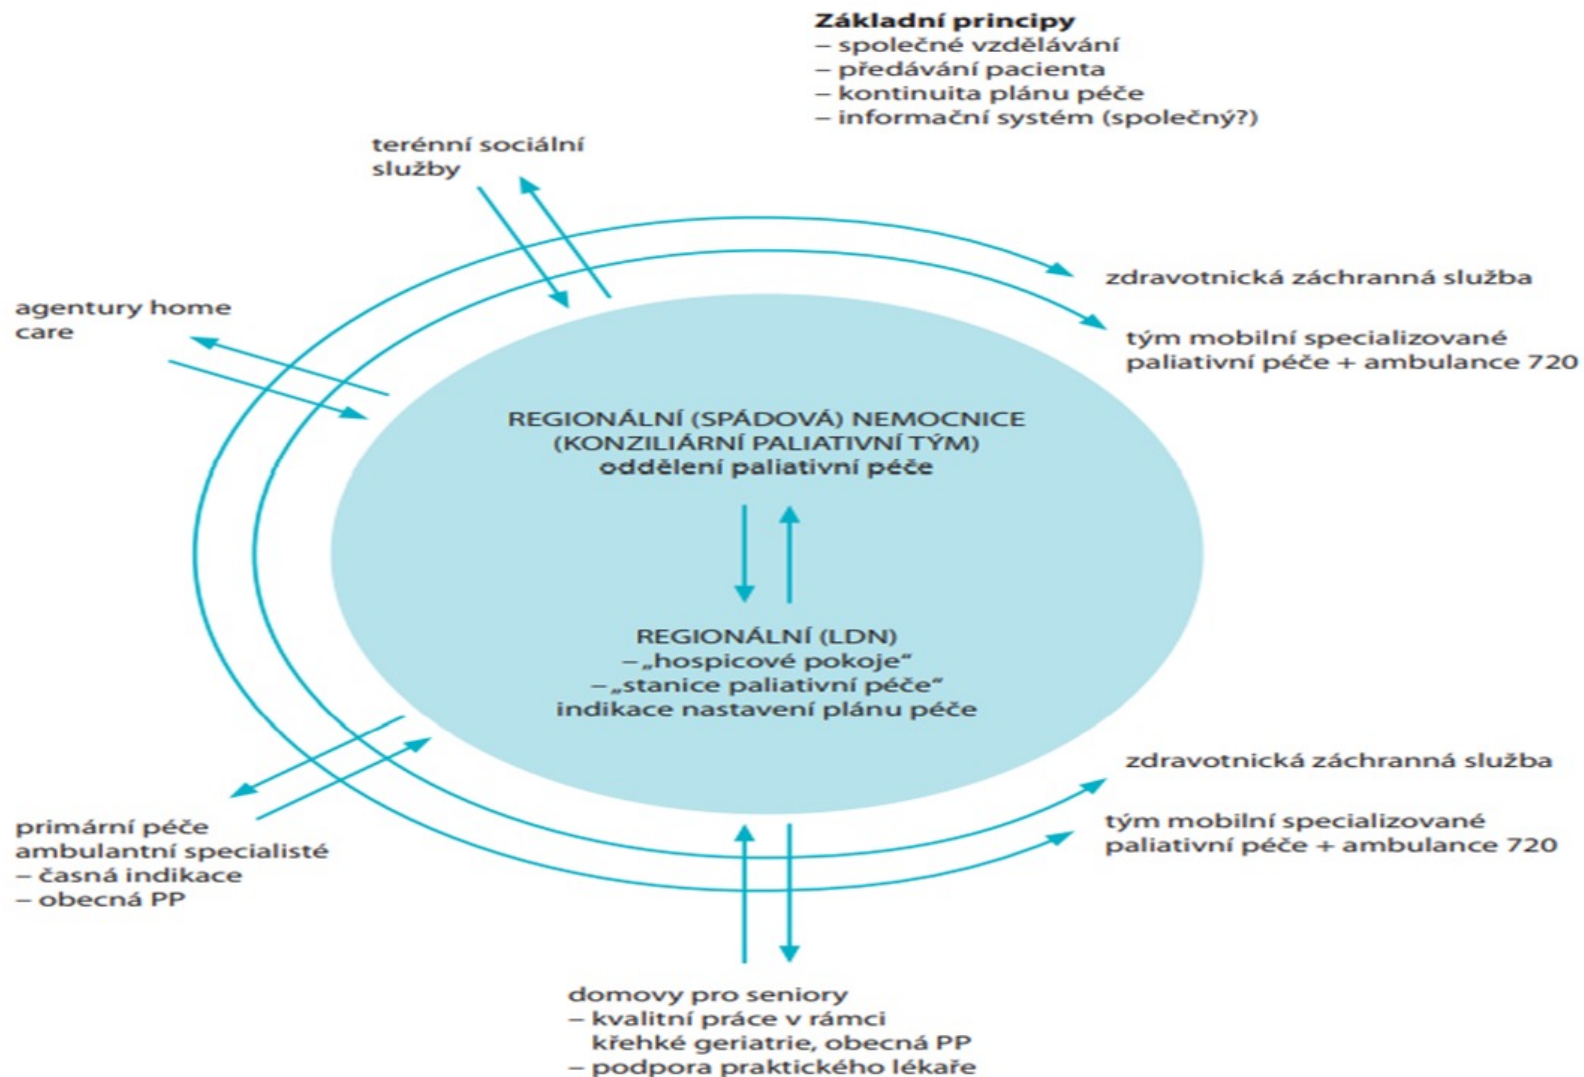 Základní principy
– společné vzdělávání
– předávání pacienta
– kontinuita plánu péče
– informační systém (společný?)
terénní sociální
služby
agentury home
care
zdravotnická záchranná služba
tým mobilní specializované
paliativní péče + ambulance 720
REGIONÁLNÍ (SPÁDOVÁ) NEMOCNICE
(KONZILIÁRNÍ PALIATIVNÍ TÝM)
oddělení paliativní péče
REGIONÁLNÍ (LDN)
– „hospicové pokoje“
– „stanice paliativní péče“
indikace nastavení plánu péče
zdravotnická záchranná služba
tým mobilní specializované
paliativní péče + ambulance 720
primární péče
ambulantní specialisté
– časná indikace
– obecná PP
domovy pro seniory
– kvalitní práce v rámci
křehké geriatrie, obecná PP
– podpora praktického lékaře